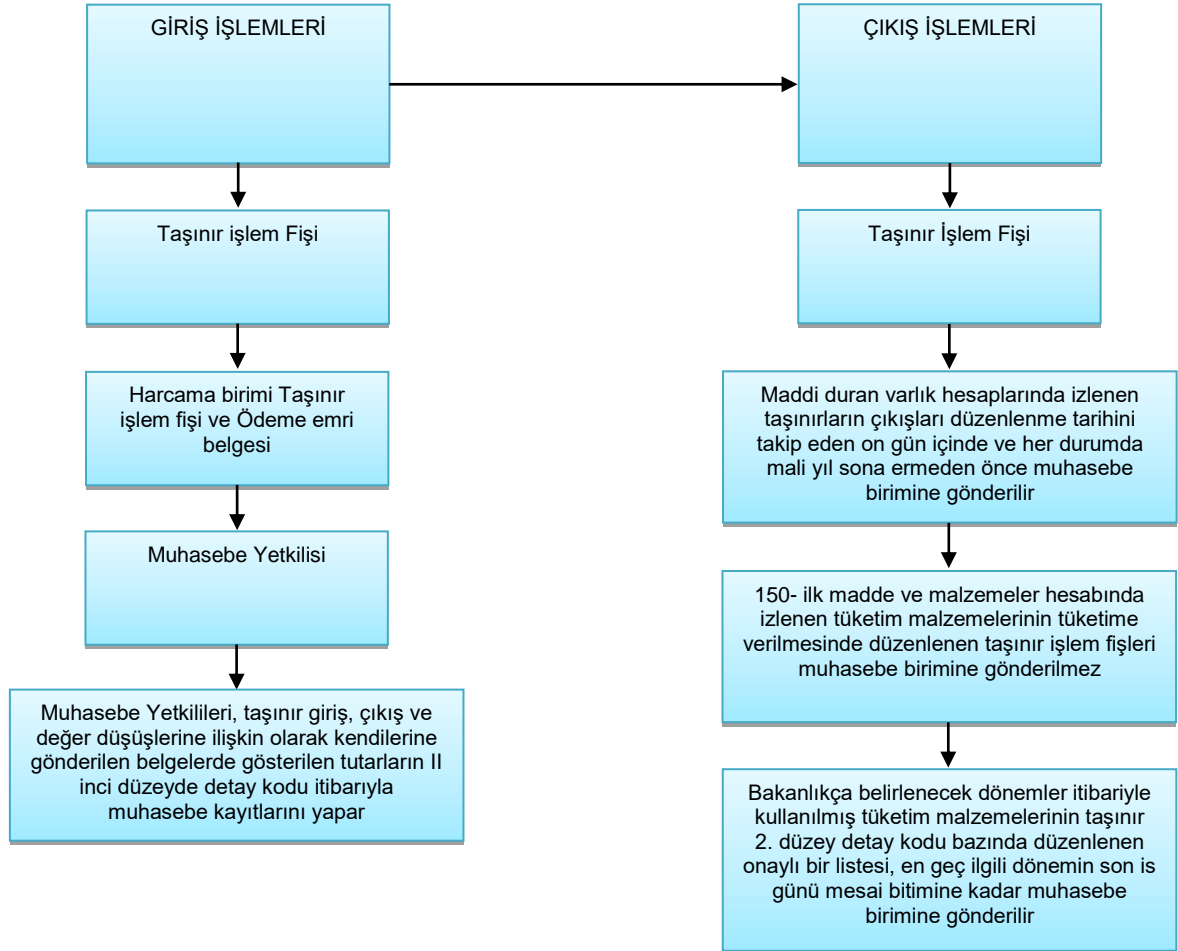 GİRİŞ İŞLEMLERİ
Taşınır işlem Fişi
Harcama birimi Taşınır
işlem fişi ve Ödeme emri
belgesi
Muhasebe Yetkilisi
Muhasebe Yetkilileri, taşınır giriş, çıkış ve
değer düşüşlerine ilişkin olarak kendilerine
gönderilen belgelerde gösterilen tutarların II
inci düzeyde detay kodu itibarıyla
muhasebe kayıtlarını yapar
ÇIKIŞ İŞLEMLERİ
Taşınır İşlem Fişi
Maddi duran varlık hesaplarında izlenen
taşınırların çıkışları düzenlenme tarihini
takip eden on gün içinde ve her durumda
mali yıl sona ermeden önce muhasebe
birimine gönderilir
150- ilk madde ve malzemeler hesabında
izlenen tüketim malzemelerinin tüketime
verilmesinde düzenlenen taşınır işlem fişleri
muhasebe birimine gönderilmez
Bakanlıkça belirlenecek dönemler itibariyle
kullanılmış tüketim malzemelerinin taşınır
2. düzey detay kodu bazında düzenlenen
onaylı bir listesi, en geç ilgili dönemin son is
günü mesai bitimine kadar muhasebe
birimine gönderilir